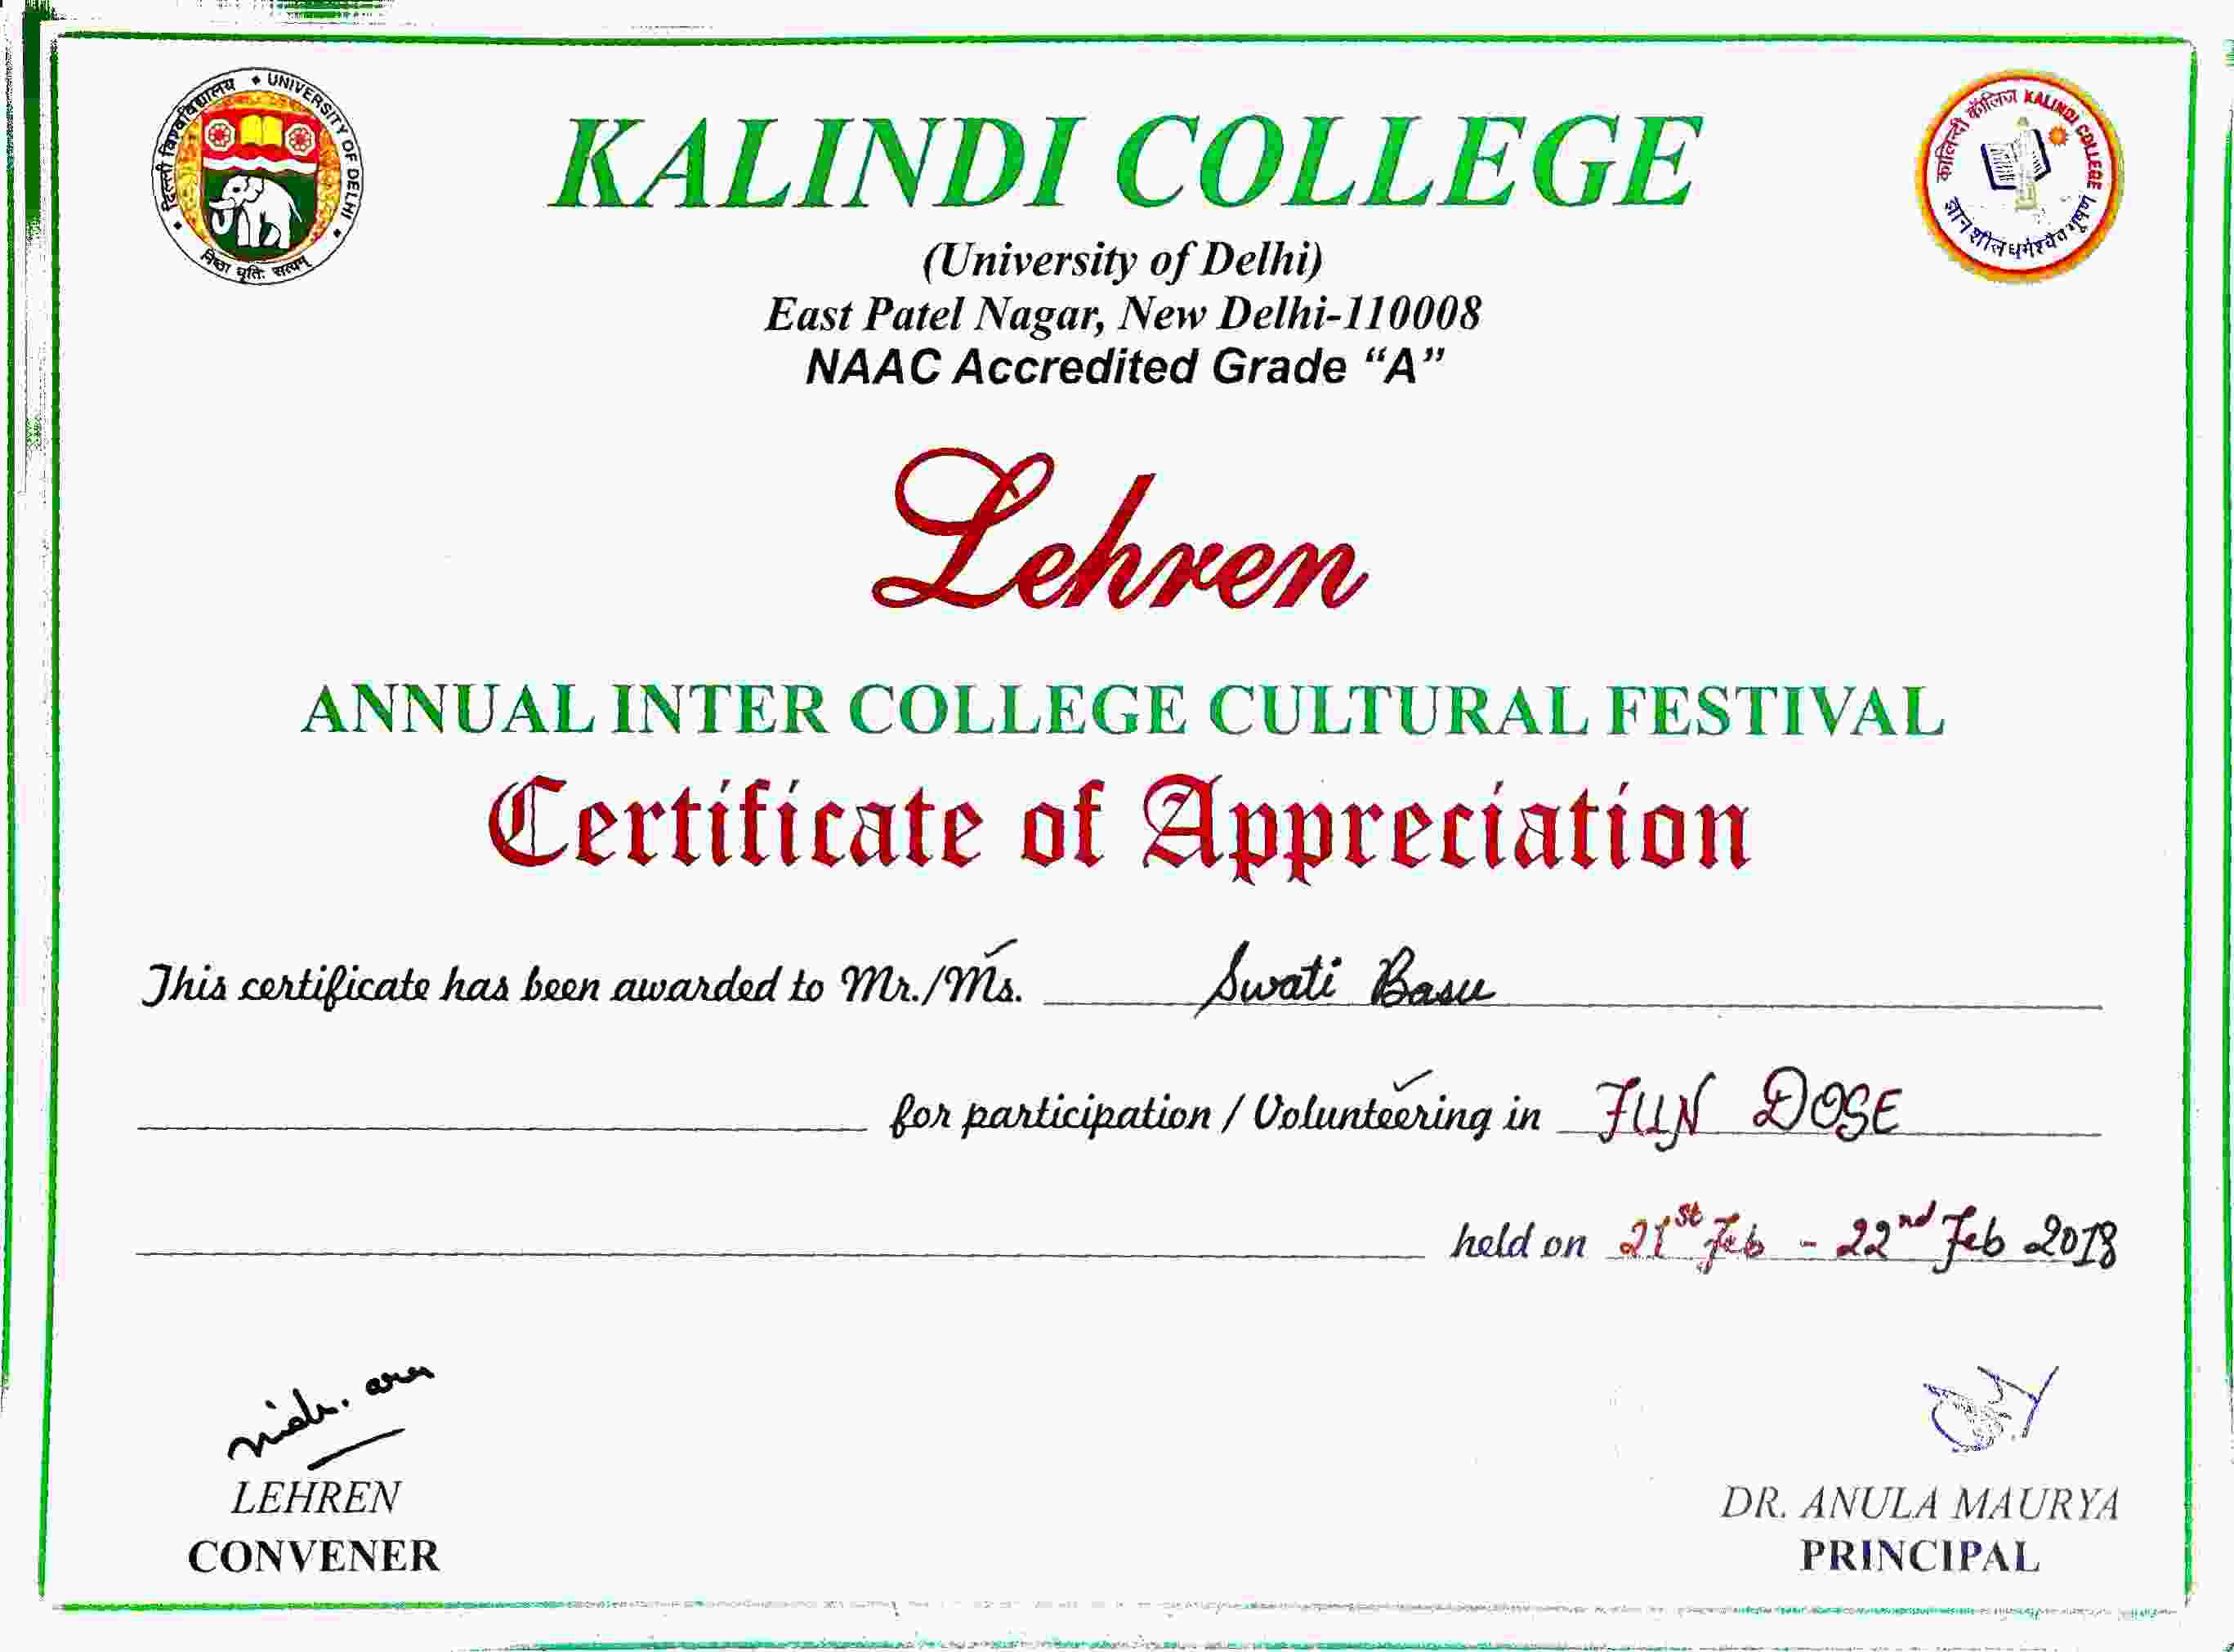 दिल्ली विश्वविद्यालय • UNIVERSITY OF DELHI •
निष्ठा धृतिः सत्यम्
कालिन्दी कॉलिज KALINDI COLLEGE
KALINDI COLLEGE
(University of Delhi)
East Patel Nagar, New Delhi-110008
NAAC Accredited Grade “A”
Lehren
ANNUAL INTER COLLEGE CULTURAL FESTIVAL
Certificate of Appreciation
This certificate has been awarded to Mr./Ms. Swati Basu
for participation / Volunteering in FUN DOSE
held on 21st Feb - 22nd Feb 2018
LEHREN
CONVENER
DR. ANULA MAURYA
PRINCIPAL